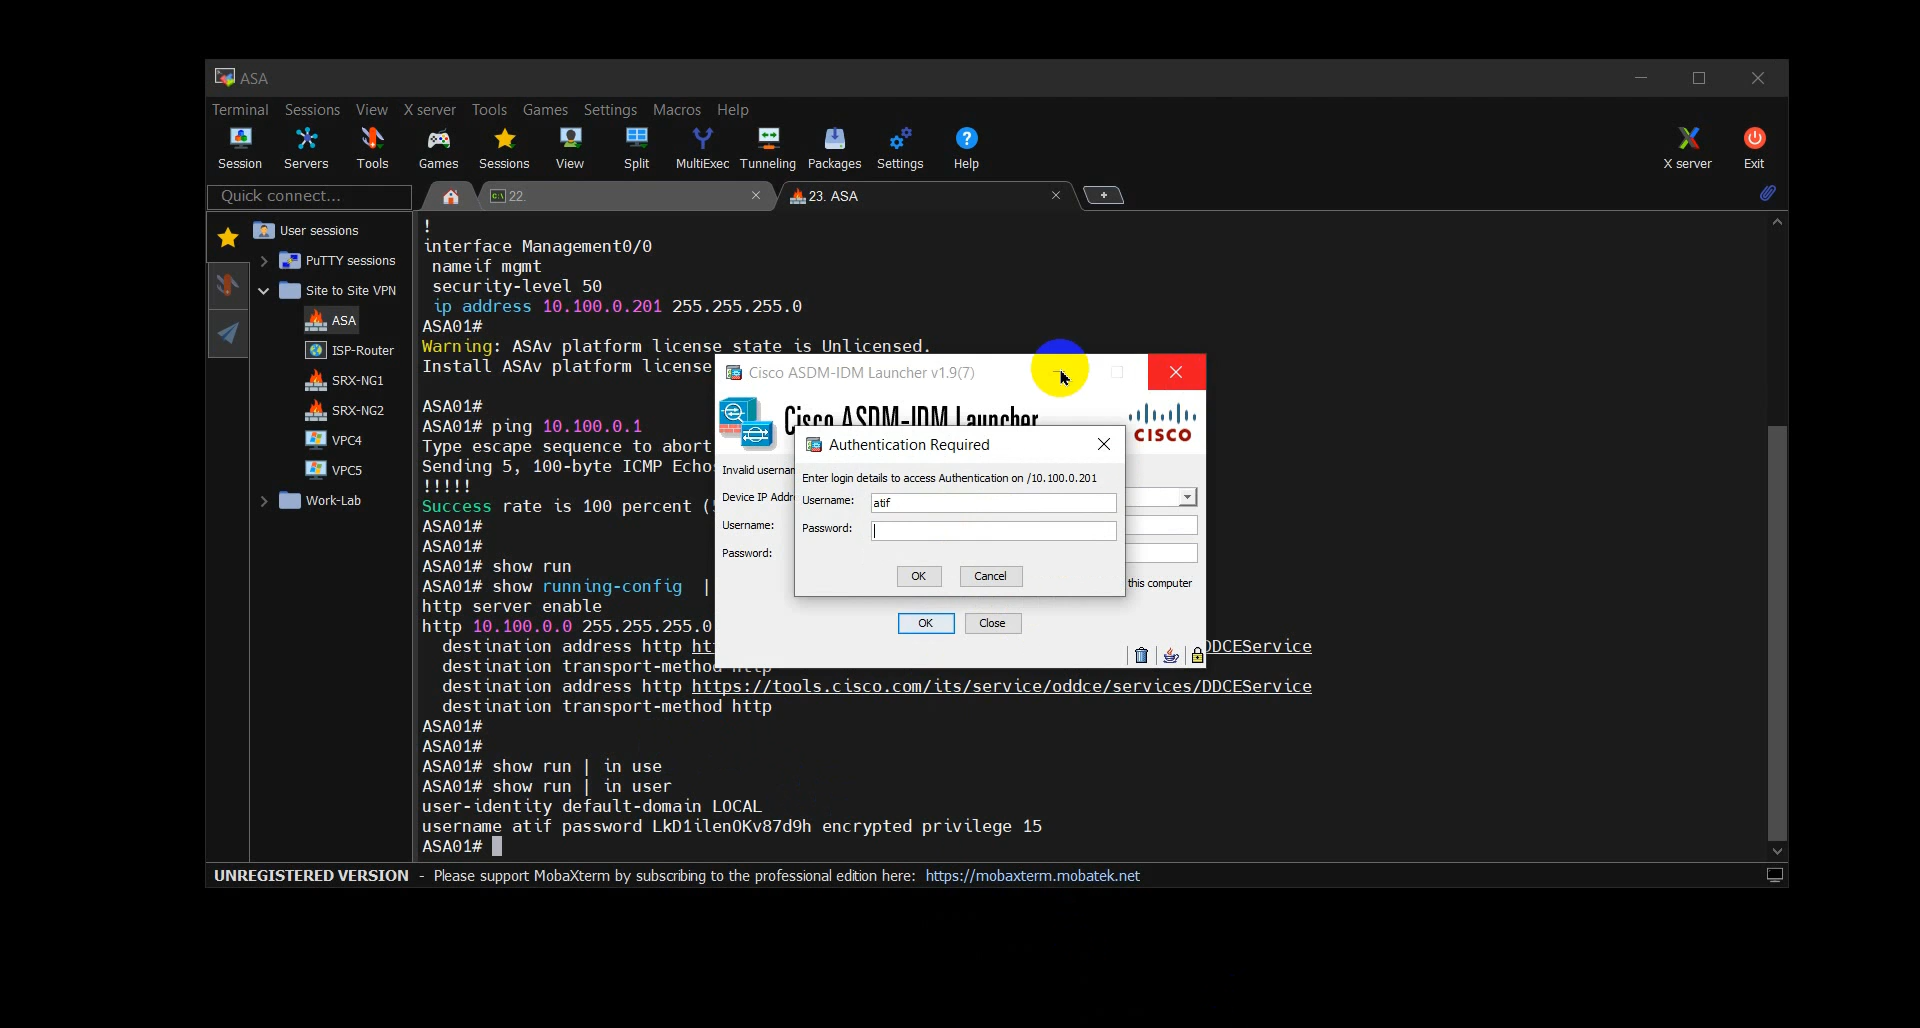 ASA
Terminal Sessions View X server Tools Games Settings Macros Help
Session Servers Tools Games Sessions View Split MultiExec Tunneling Packages Settings Help X server Exit
Quick connect...
22.
23. ASA
User sessions
PuTTY sessions
Site to Site VPN
ASA
ISP-Router
SRX-NG1
SRX-NG2
VPC4
VPC5
Work-Lab
!
interface Management0/0
nameif mgmt
security-level 50
ip address 10.100.0.201 255.255.255.0
ASA01#
Warning: ASAv platform license state is Unlicensed.
Install ASAv platform license
ASA01#
ASA01# ping 10.100.0.1
Type escape sequence to abort
Sending 5, 100-byte ICMP Echos
!!!!!
Success rate is 100 percent (
ASA01#
ASA01#
ASA01# show run
ASA01# show running-config |
http server enable
http 10.100.0.0 255.255.255.0
destination address http ht DDCEService
destination transport-method http
destination address http https://tools.cisco.com/its/service/oddce/services/DDCEService
destination transport-method http
ASA01#
ASA01#
ASA01# show run | in use
ASA01# show run | in user
user-identity default-domain LOCAL
username atif password LkD1ilenOKv87d9h encrypted privilege 15
ASA01#
Cisco ASDM-IDM Launcher v1.9(7)
Cisco ASDM-IDM Launcher
CISCO
Invalid usernam
Device IP Addr
Username:
Password:
this computer
OK Close
Authentication Required
Enter login details to access Authentication on /10.100.0.201
Username: atif
Password:
OK Cancel
UNREGISTERED VERSION - Please support MobaXterm by subscribing to the professional edition here: https://mobaxterm.mobatek.net